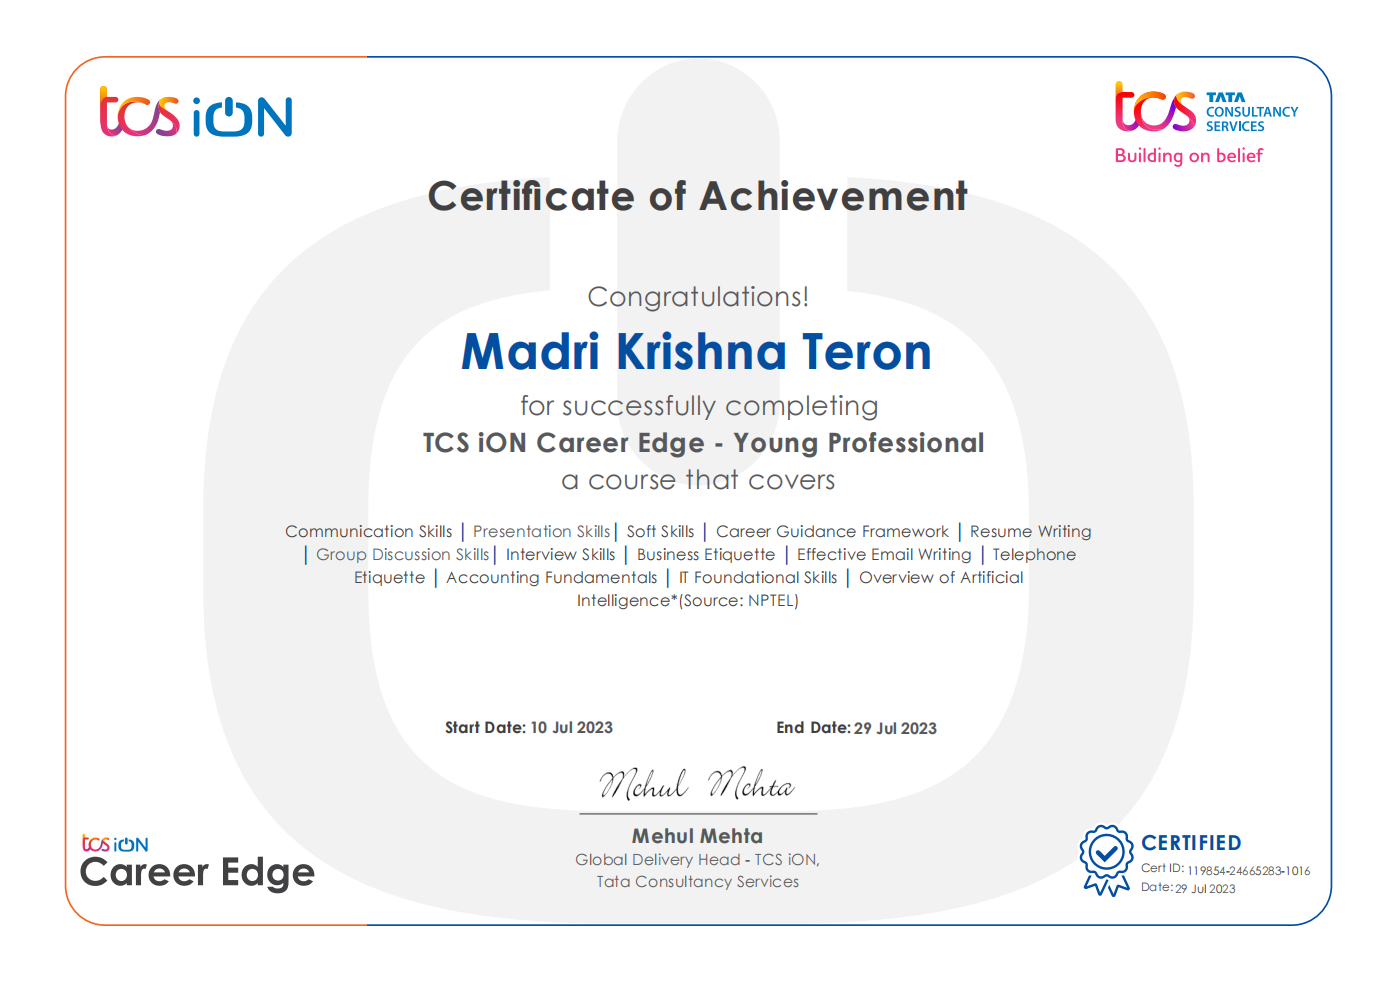 tcs iON
tcs TATA
CONSULTANCY
SERVICES
Building on belief
Certificate of Achievement
Congratulations!
Madri Krishna Teron
for successfully completing
TCS iON Career Edge - Young Professional
a course that covers
Communication Skills | Presentation Skills | Soft Skills | Career Guidance Framework | Resume Writing
| Group Discussion Skills | Interview Skills | Business Etiquette | Effective Email Writing | Telephone
Etiquette | Accounting Fundamentals | IT Foundational Skills | Overview of Artificial
Intelligence*(Source: NPTEL)
Start Date: 10 Jul 2023 End Date: 29 Jul 2023
Mehul Mehta
Mehul Mehta
Global Delivery Head - TCS iON,
Tata Consultancy Services
tcs iON
Career Edge
CERTIFIED
Cert ID: 119854-24665283-1016
Date: 29 Jul 2023